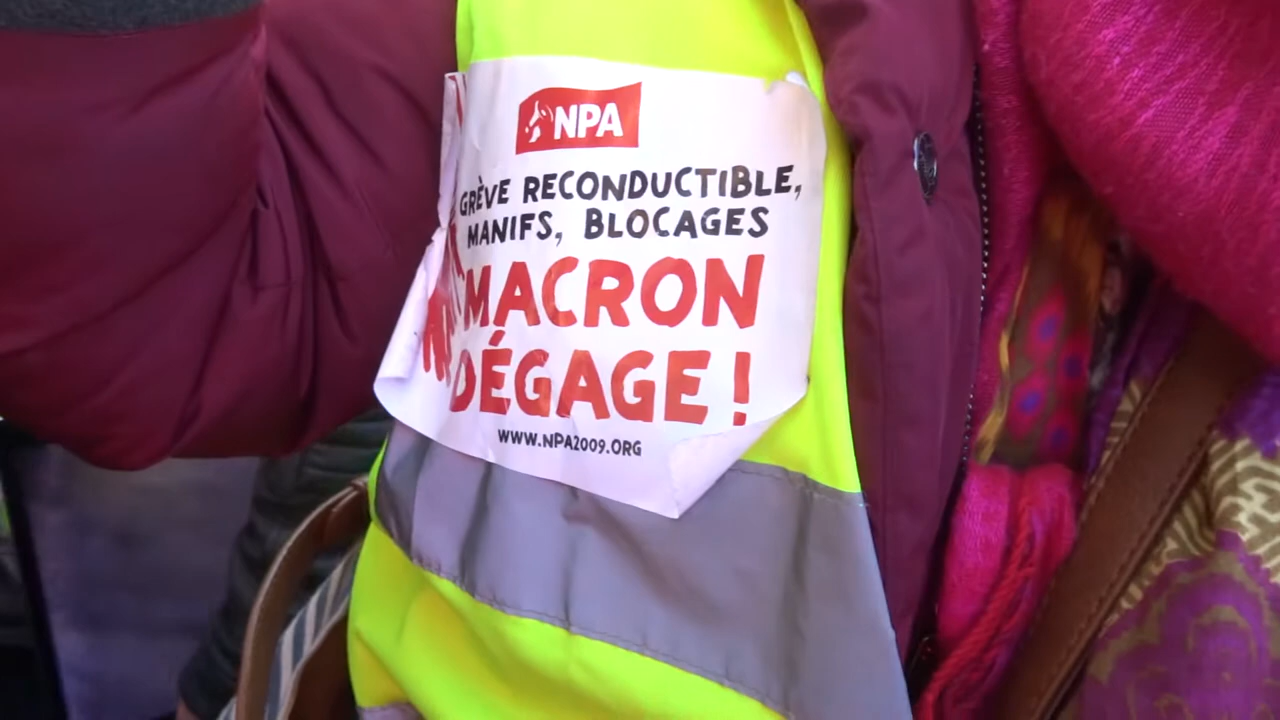 NPA
GRÈVE RECONDUCTIBLE,
MANIFS, BLOCAGES
MACRON
DÉGAGE !
WWW.NPA2009.ORG